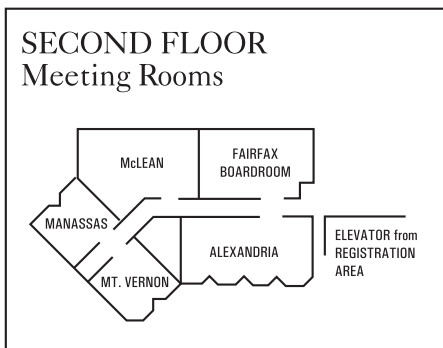 SECOND FLOOR
Meeting Rooms
McLEAN
FAIRFAX
BOARDROOM
MANASSAS
ALEXANDRIA
ELEVATOR from
REGISTRATION
AREA
MT. VERNON